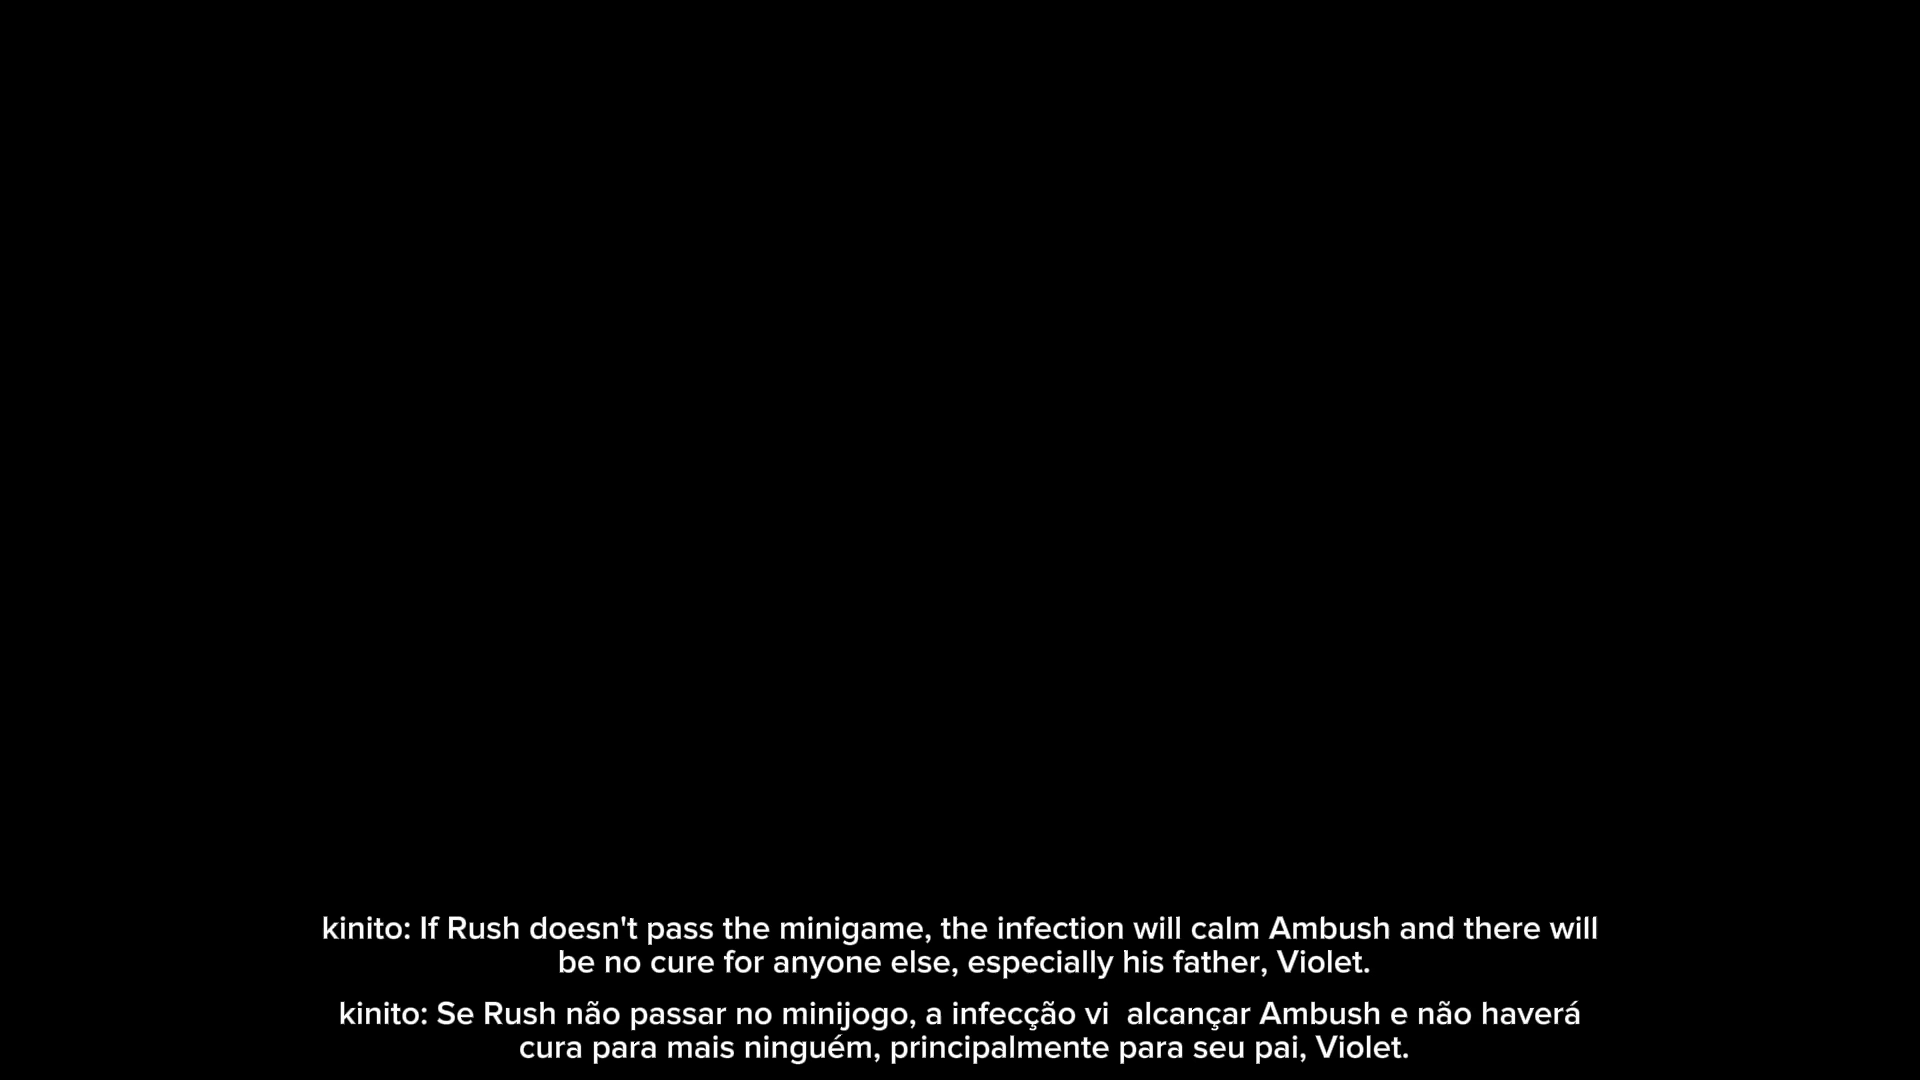 kinito: If Rush doesn't pass the minigame, the infection will calm Ambush and there will
be no cure for anyone else, especially his father, Violet.
kinito: Se Rush não passar no minijogo, a infecção vi  alcançar Ambush e não haverá
cura para mais ninguém, principalmente para seu pai, Violet.